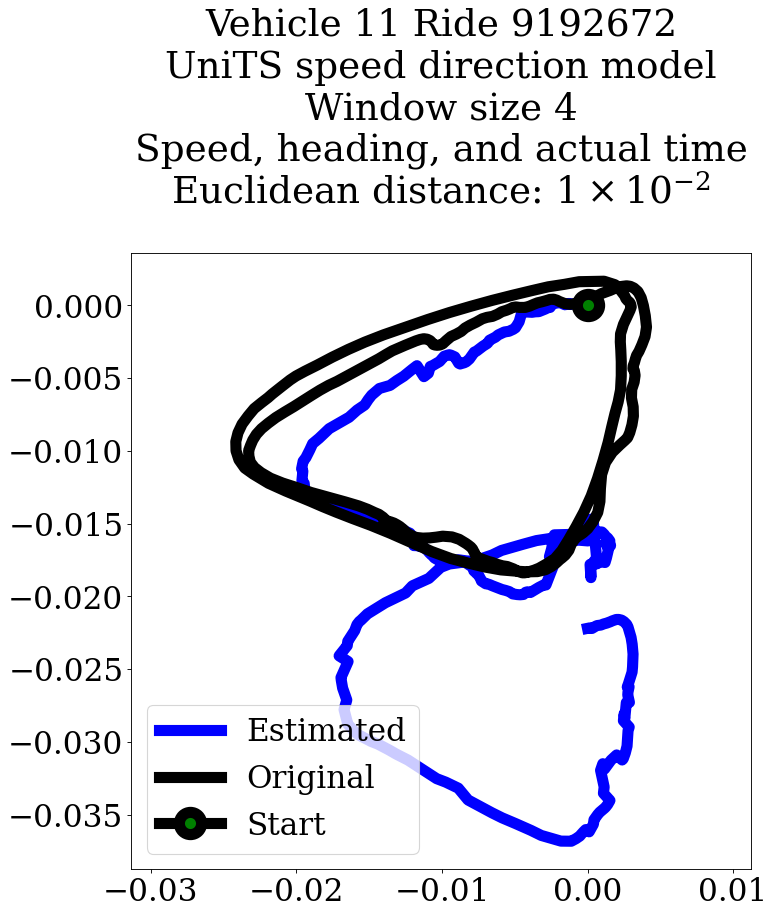 Vehicle 11 Ride 9192672
UniTS speed direction model
Window size 4
Speed, heading, and actual time
Euclidean distance: 1 × 10⁻²
0.000
−0.005
−0.010
−0.015
−0.020
−0.025
−0.030
−0.035
Estimated
Original
Start
−0.03 −0.02 −0.01 0.00 0.01